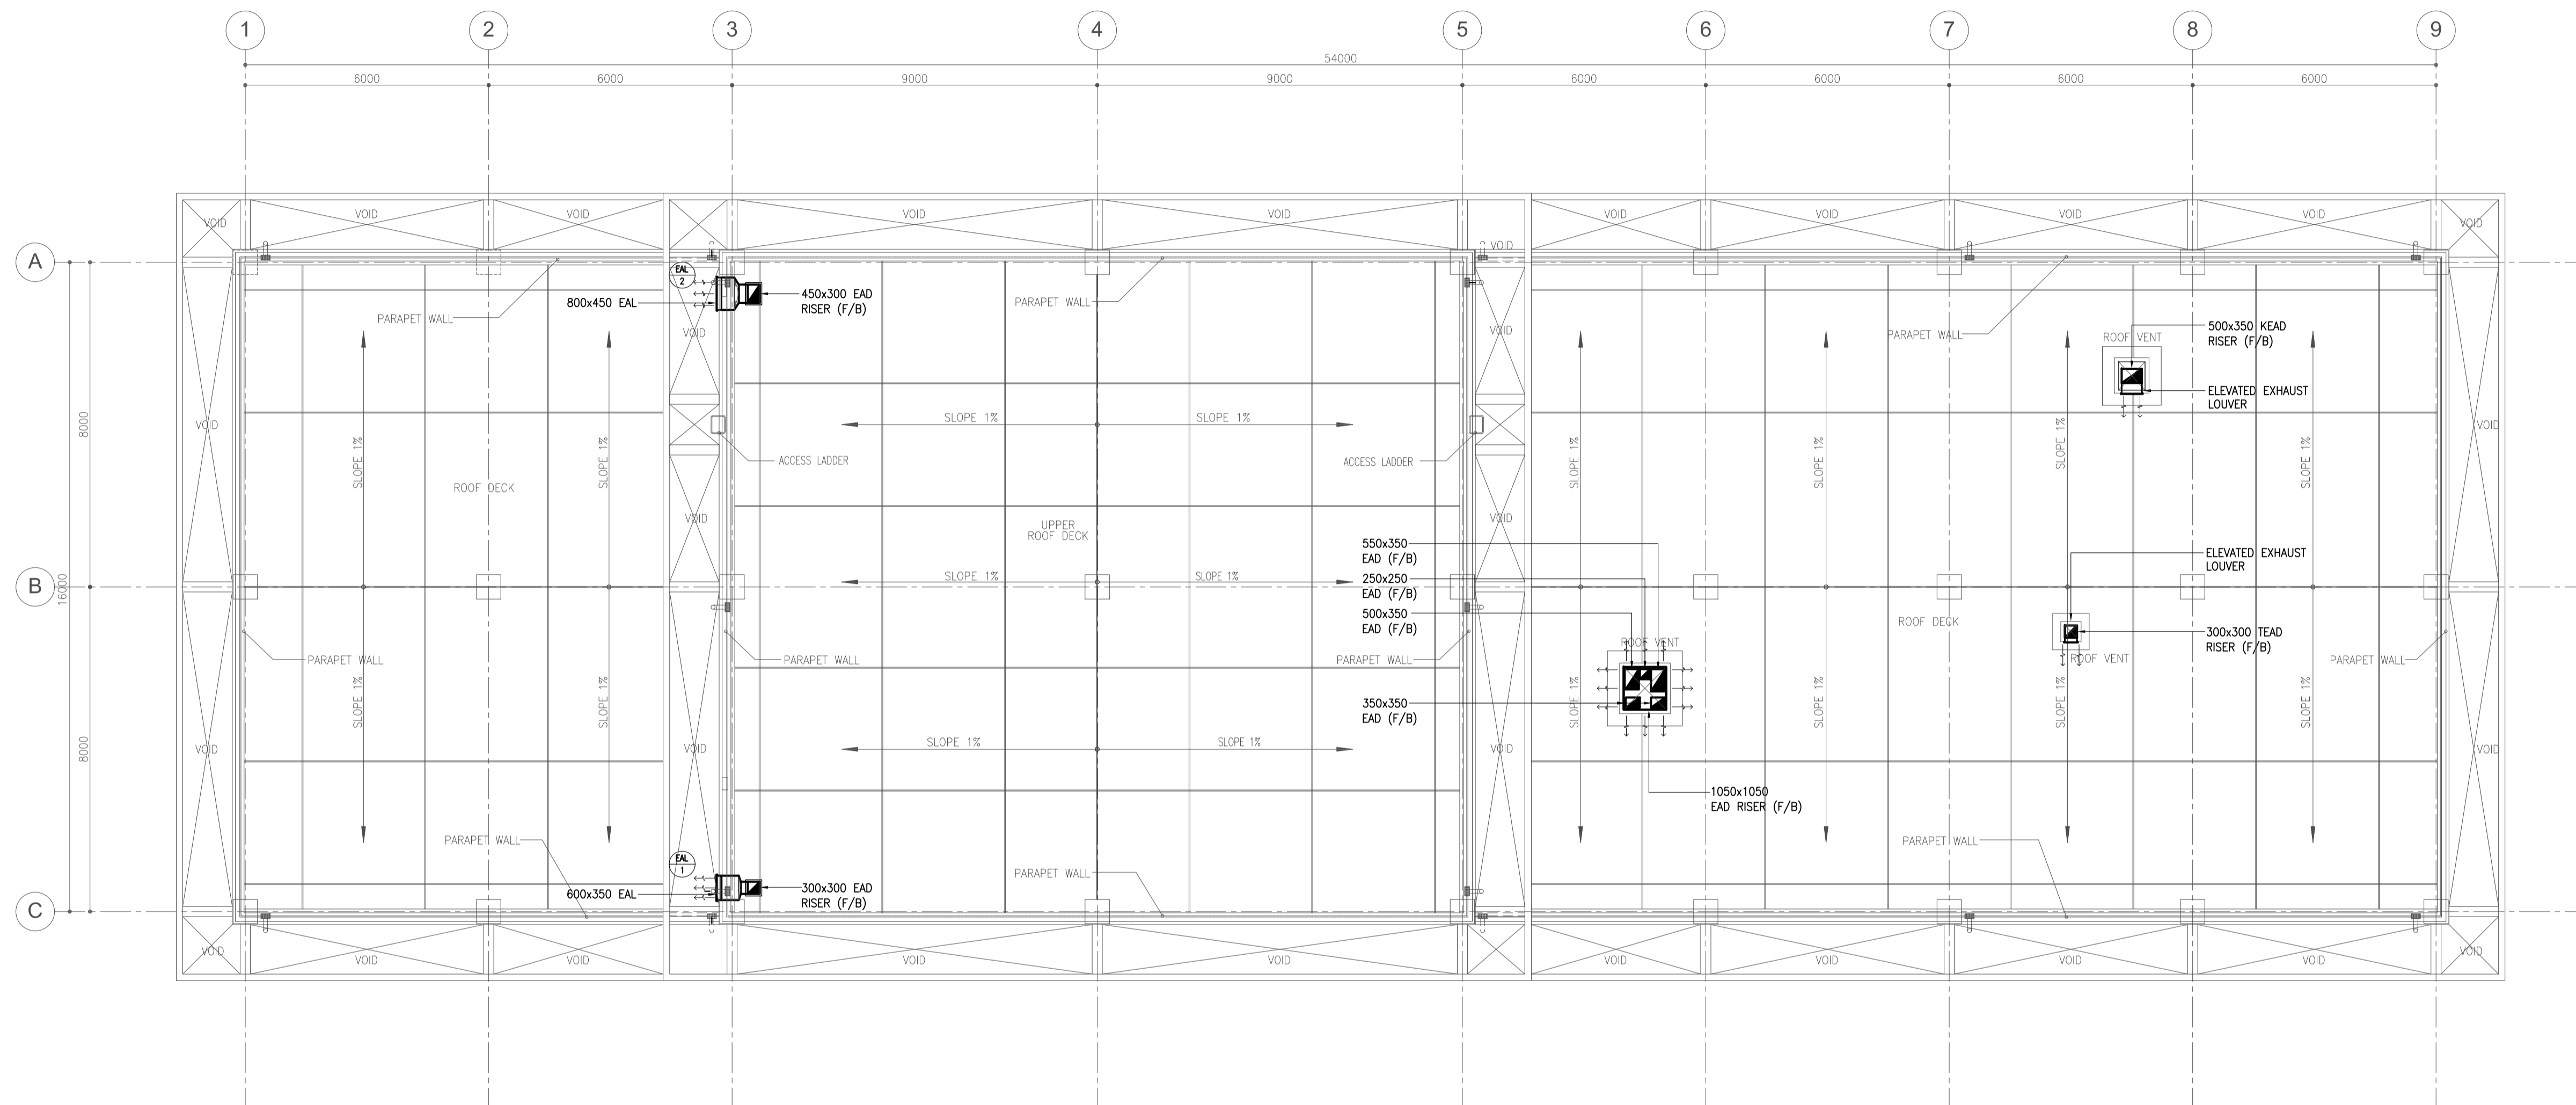 1
2
3
4
5
6
7
8
9
54000
6000
6000
9000
9000
6000
6000
6000
6000
VOID
VOID
VOID
VOID
VOID
VOID
VOID
VOID
VOID
VOID
VOID
A
EAL
2
800x450 EAL
450x300 EAD
RISER (F/B)
PARAPET WALL
PARAPET WALL
PARAPET WALL
VOID
VOID
ROOF VENT
500x350 KEAD
RISER (F/B)
ELEVATED EXHAUST
LOUVER
8000
VOID
SLOPE 1%
SLOPE 1%
SLOPE 1%
SLOPE 1%
SLOPE 1%
SLOPE 1%
SLOPE 1%
SLOPE 1%
VOID
ACCESS LADDER
ACCESS LADDER
ROOF DECK
VOID
UPPER
ROOF DECK
VOID
550x350
EAD (F/B)
250x250
EAD (F/B)
500x350
EAD (F/B)
SLOPE 1%
SLOPE 1%
ELEVATED EXHAUST
LOUVER
B
16000
ROOF DECK
300x300 TEAD
RISER (F/B)
ROOF VENT
ROOF VENT
PARAPET WALL
PARAPET WALL
PARAPET WALL
PARAPET WALL
SLOPE 1%
SLOPE 1%
SLOPE 1%
SLOPE 1%
SLOPE 1%
SLOPE 1%
350x350
EAD (F/B)
8000
VOID
VOID
SLOPE 1%
SLOPE 1%
VOID
VOID
1050x1050
EAD RISER (F/B)
PARAPET WALL
PARAPET WALL
PARAPET WALL
EAL
1
600x350 EAL
300x300 EAD
RISER (F/B)
C
VOID
VOID
VOID
VOID
VOID
VOID
VOID
VOID
VOID
VOID